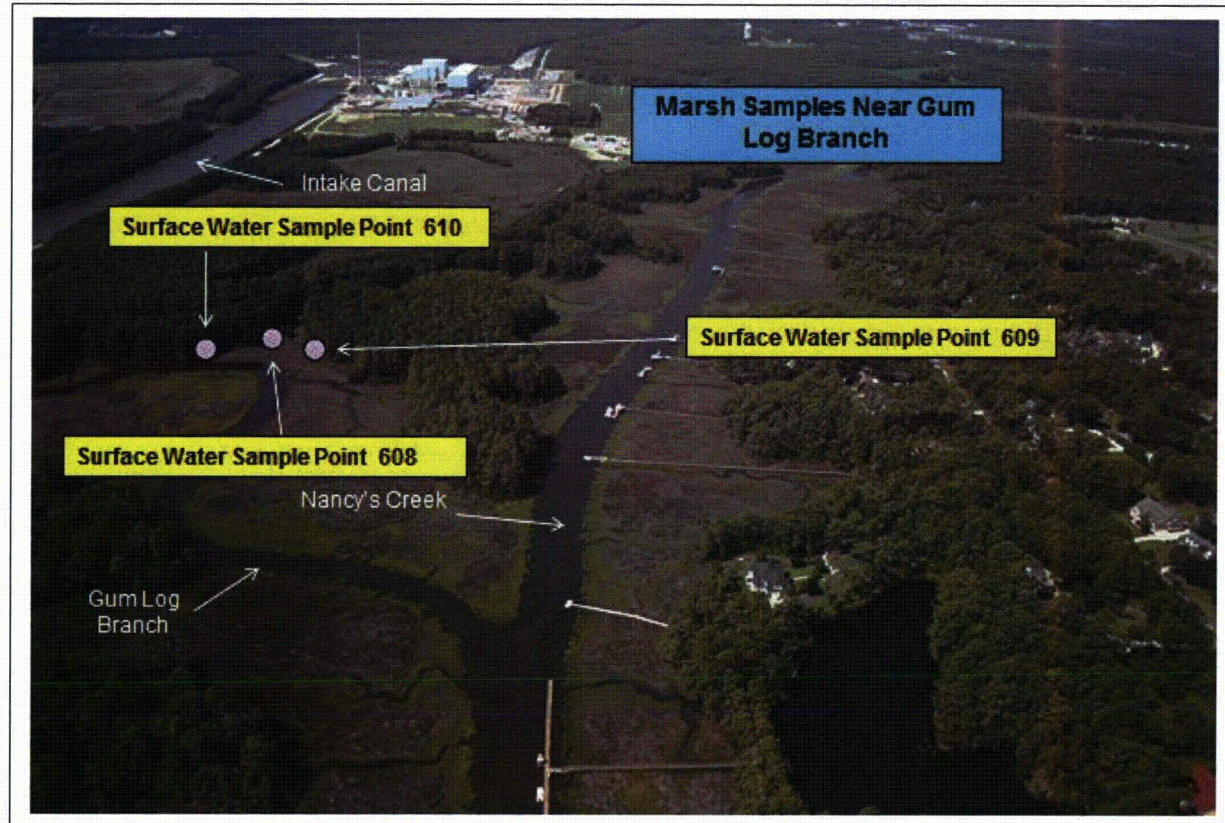 Marsh Samples Near Gum
Log Branch
Intake Canal
Surface Water Sample Point 610
Surface Water Sample Point 609
Surface Water Sample Point 608
Nancy's Creek
Gum Log
Branch